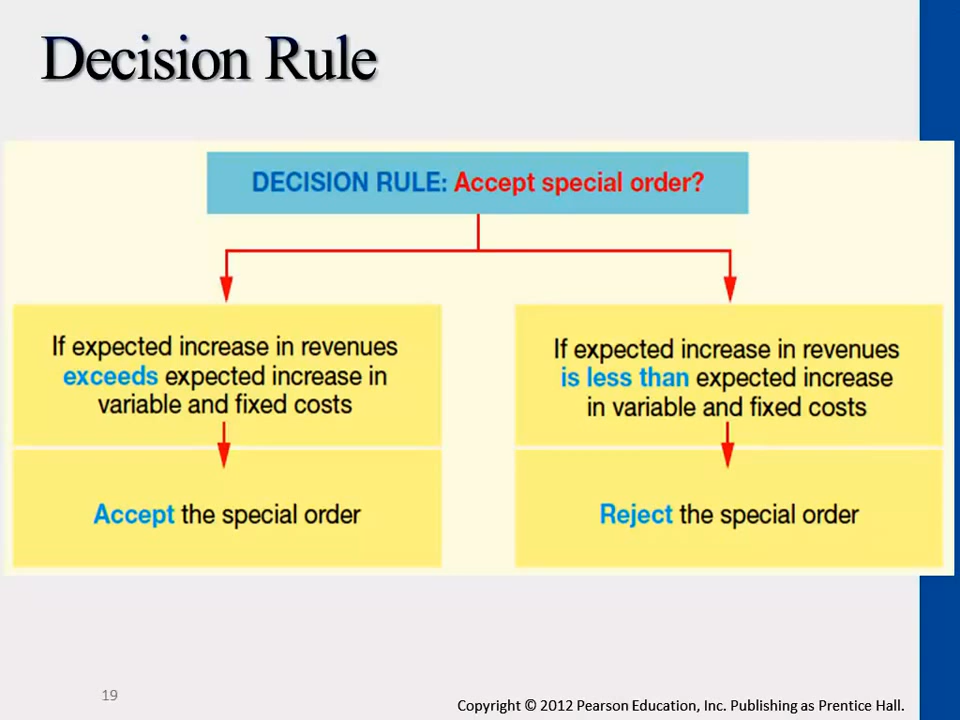 Decision Rule
DECISION RULE: Accept special order?
If expected increase in revenues
exceeds expected increase in
variable and fixed costs
Accept the special order
If expected increase in revenues
is less than expected increase
in variable and fixed costs
Reject the special order
19
Copyright © 2012 Pearson Education, Inc. Publishing as Prentice Hall.